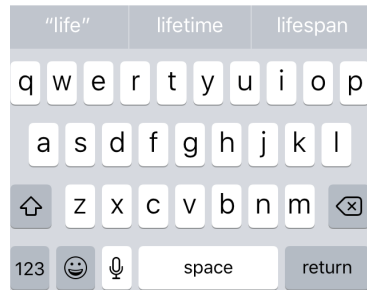 “life” lifetime lifespan
q w e r t y u i o p
a s d f g h j k l
z x c v b n m
123 space return